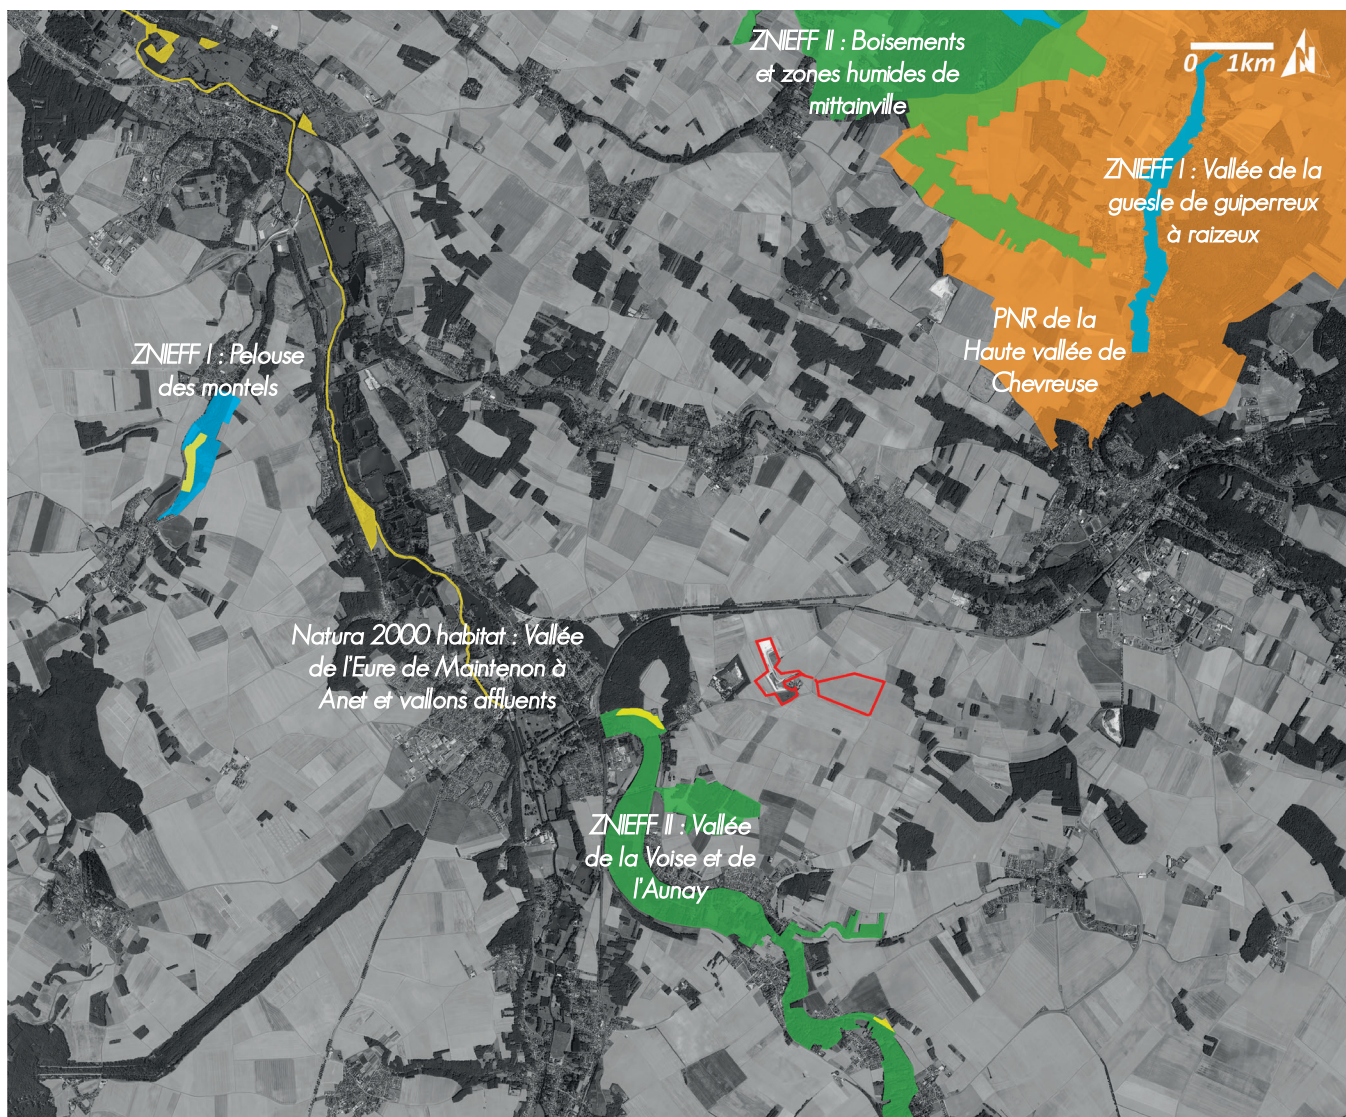 ZNIEFF II : Boisements
et zones humides de
mittainville
0 1km N
ZNIEFF I : Vallée de la
guesle de guiperreux
à raizeux
PNR de la
Haute vallée de
Chevreuse
ZNIEFF I : Pelouse
des montels
Natura 2000 habitat : Vallée
de l'Eure de Maintenon à
Anet et vallons affluents
ZNIEFF II : Vallée
de la Voise et de
l'Aunay